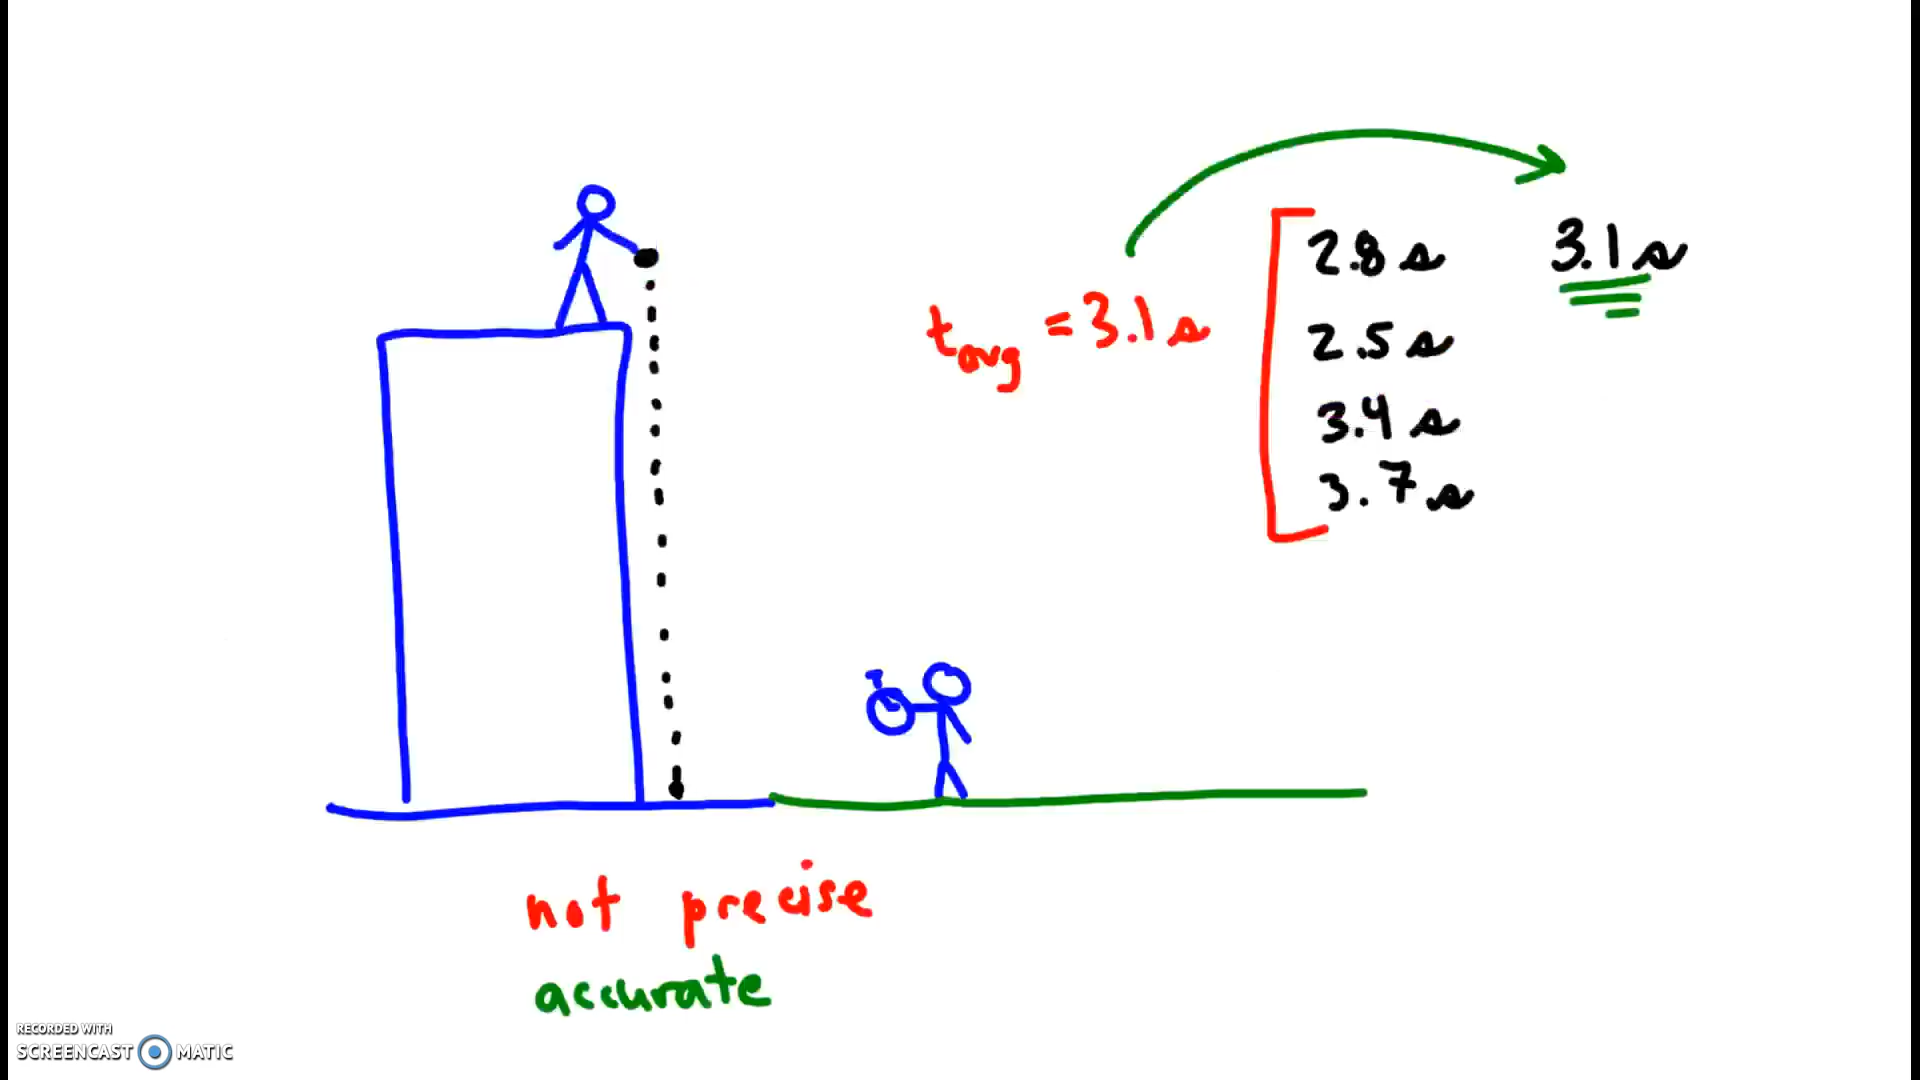 2.8 s 3.1 s
t avg = 3.1 s
2.5 s
3.4 s
3.7 s
not precise
accurate
RECORDED WITH
SCREENCAST MATIC